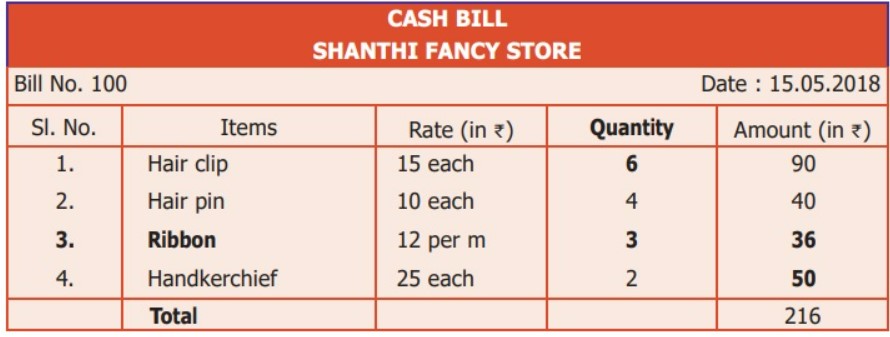 CASH BILL
SHANTHI FANCY STORE
Bill No. 100 Date : 15.05.2018
Sl. No. Items Rate (in ₹) Quantity Amount (in ₹)
1. Hair clip 15 each 6 90
2. Hair pin 10 each 4 40
3. Ribbon 12 per m 3 36
4. Handkerchief 25 each 2 50
Total 216